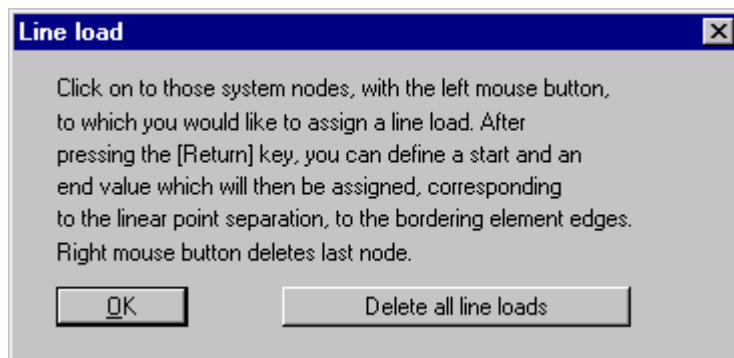 Line load
Click on to those system nodes, with the left mouse button,
to which you would like to assign a line load. After
pressing the [Return] key, you can define a start and an
end value which will then be assigned, corresponding
to the linear point separation, to the bordering element edges.
Right mouse button deletes last node.
OK
Delete all line loads